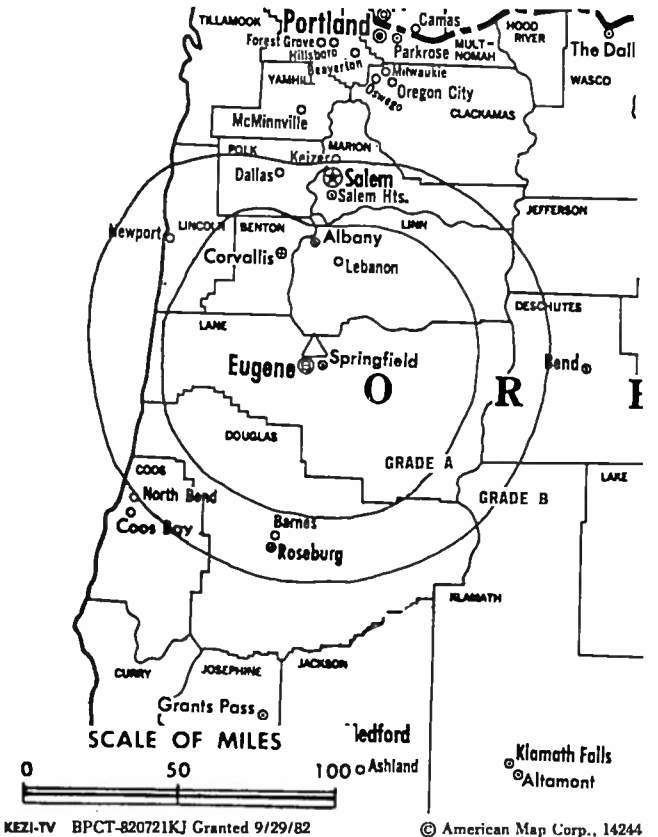 TILLAMOOK
Portland
Camas
HOOD RIVER
Forest Grove
Hillsboro
Beaverton
Parkrose
MULTNOMAH
The Dall
YAMHILL
Milwaukie
Oswego
Oregon City
WASCO
McMinnville
CLACKAMAS
MARION
POLK
Keizer
Dallas
Salem
Salem Hts.
JEFFERSON
Newport
LINCOLN
BENTON
LINN
Albany
Corvallis
Lebanon
DESCHUTES
LANE
Eugene
Springfield
Bend
O R E
DOUGLAS
GRADE A
COOS
GRADE B
LAKE
North Bend
Coos Bay
Barnes
Roseburg
KLAMATH
CURRY
JOSEPHINE
JACKSON
Grants Pass
Medford
SCALE OF MILES
Klamath Falls
0 50 100
Ashland
Altamont
KEZI-TV BPCT-820721KJ Granted 9/29/82
© American Map Corp., 14244